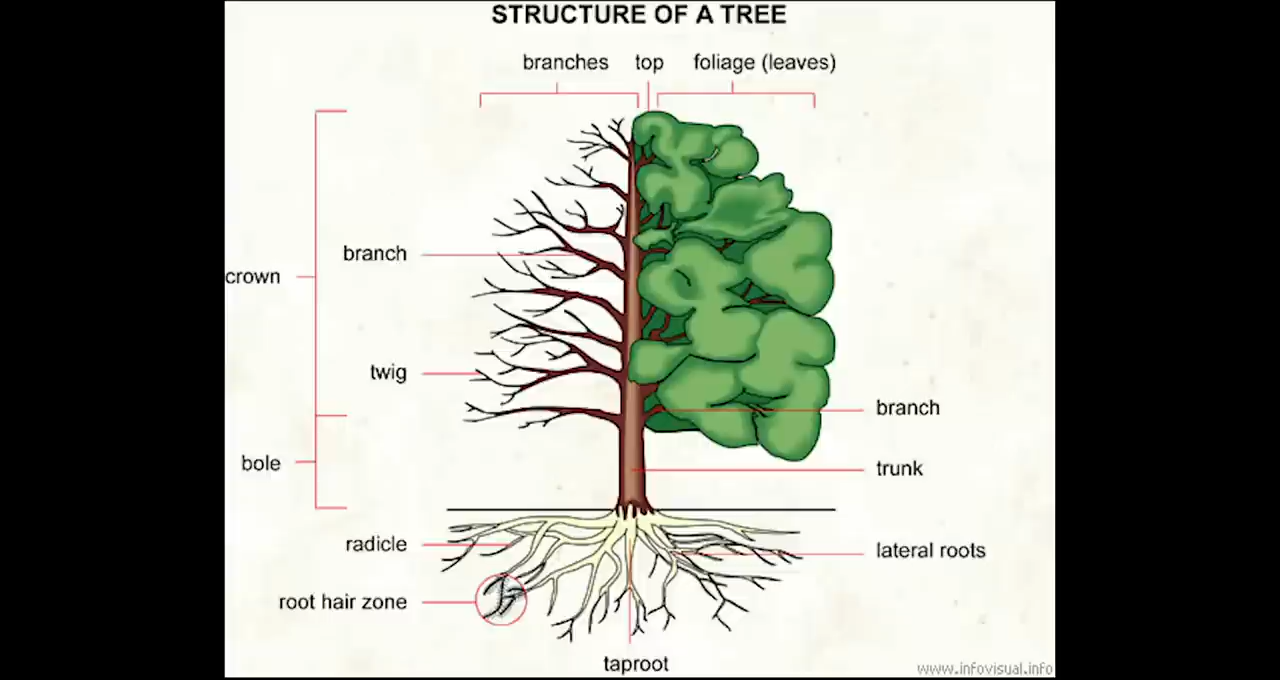 STRUCTURE OF A TREE
branches top foliage (leaves)
branch
crown
twig
branch
bole
trunk
radicle
lateral roots
root hair zone
taproot
www.infovisual.info